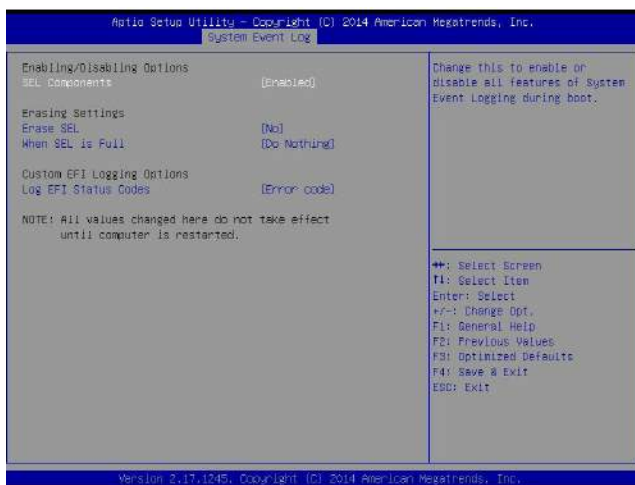 Aptio Setup Utility – Copyright (C) 2014 American Megatrends, Inc.
System Event Log
Enabling/Disabling Options
SEL Components [Enabled]
Erasing Settings
Erase SEL [No]
When SEL is Full [Do Nothing]
Custom EFI Logging Options
Log EFI Status Codes [Error code]
NOTE: All values changed here do not take effect
until computer is restarted.
Change this to enable or
disable all features of System
Event Logging during boot.
→←: Select Screen
↑↓: Select Item
Enter: Select
+/-: Change Opt.
F1: General Help
F2: Previous Values
F3: Optimized Defaults
F4: Save & Exit
ESC: Exit
Version 2.17.1245. Copyright (C) 2014 American Megatrends, Inc.